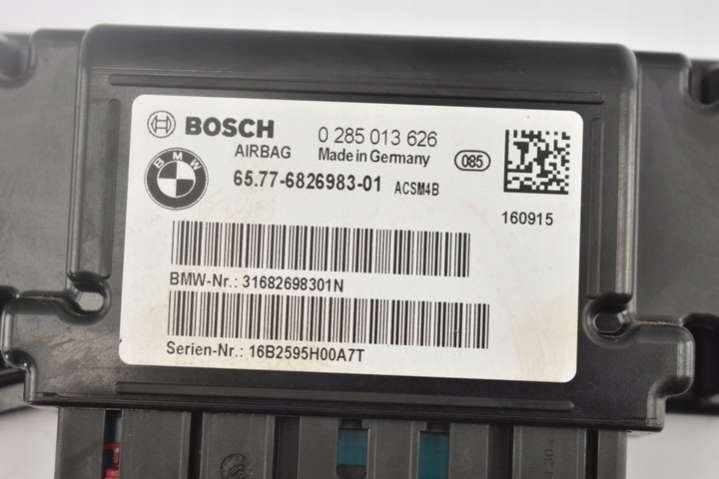 BOSCH 0 285 013 626
AIRBAG Made in Germany 085
BMW
65.77-6826983-01 ACSM4B
160915
BMW-Nr.: 31682698301N
Serien-Nr.: 16B2595H00A7T